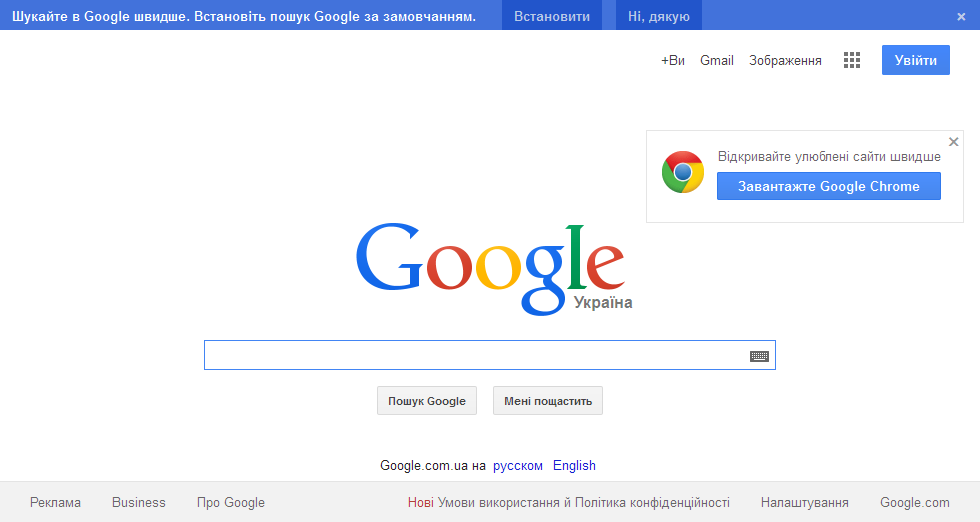 Шукайте в Google швидше. Встановіть пошук Google за замовчанням. Встановити Ні, дякую ×
+Ви Gmail Зображення Увійти
Відкривайте улюблені сайти швидше
Завантажте Google Chrome
Google
Україна
Пошук Google Мені пощастить
Google.com.ua на русском English
Реклама Business Про Google Нові Умови використання й Політика конфіденційності Налаштування Google.com